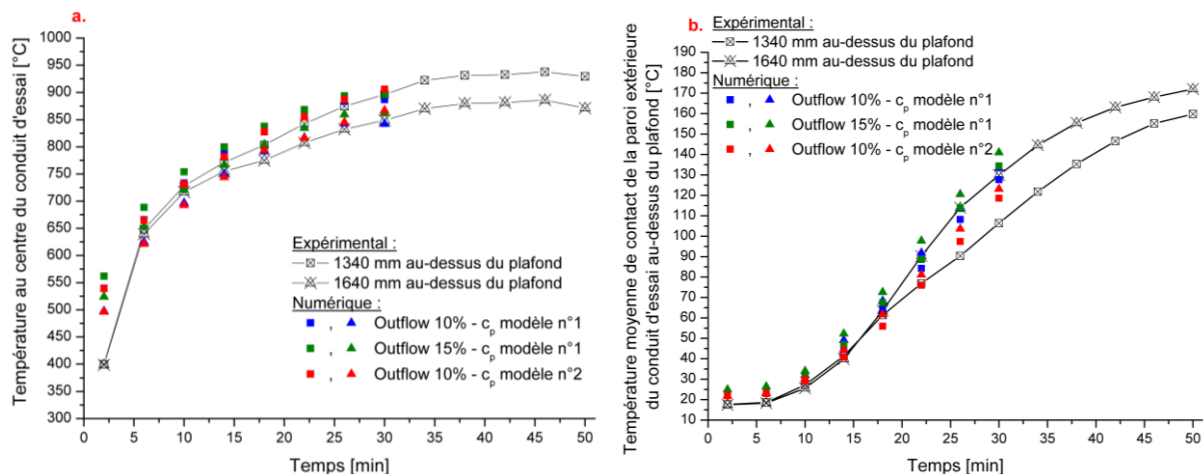 a.
Température au centre du conduit d'essai [°C]
1000
950
900
850
800
750
700
650
600
550
500
450
400
350
300
Expérimental :
1340 mm au-dessus du plafond
1640 mm au-dessus du plafond
Numérique :
, Outflow 10% - cp modèle n°1
, Outflow 15% - cp modèle n°1
, Outflow 10% - cp modèle n°2
0 5 10 15 20 25 30 35 40 45 50
Temps [min]
b.
Température moyenne de contact de la paroi extérieure
du conduit d'essai au-dessus du plafond [°C]
190
180
170
160
150
140
130
120
110
100
90
80
70
60
50
40
30
20
10
Expérimental :
1340 mm au-dessus du plafond
1640 mm au-dessus du plafond
Numérique :
, Outflow 10% - cp modèle n°1
, Outflow 15% - cp modèle n°1
, Outflow 10% - cp modèle n°2
0 5 10 15 20 25 30 35 40 45 50
Temps [min]